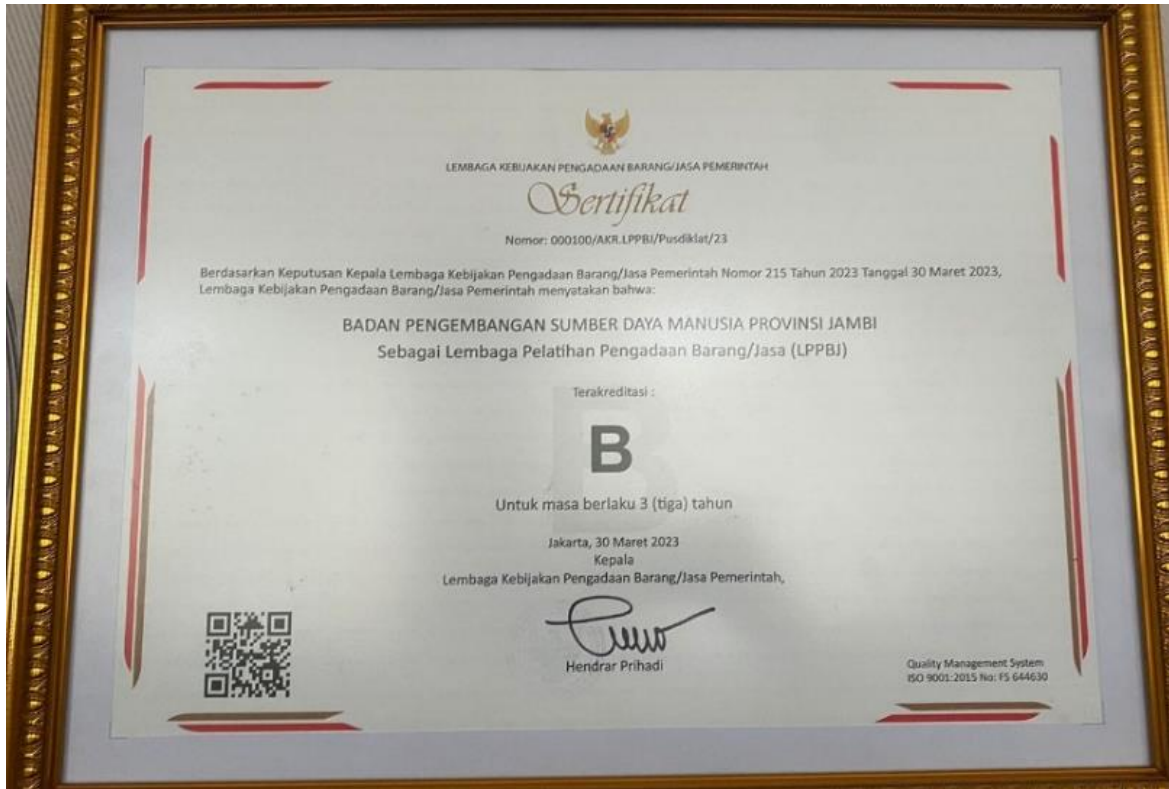 LEMBAGA KEBIJAKAN PENGADAAN BARANG/JASA PEMERINTAH
Sertifikat
Nomor: 000100/AKR.LPPBJ/Pusdiklat/23
Berdasarkan Keputusan Kepala Lembaga Kebijakan Pengadaan Barang/Jasa Pemerintah Nomor 215 Tahun 2023 Tanggal 30 Maret 2023,
Lembaga Kebijakan Pengadaan Barang/Jasa Pemerintah menyatakan bahwa:
BADAN PENGEMBANGAN SUMBER DAYA MANUSIA PROVINSI JAMBI
Sebagai Lembaga Pelatihan Pengadaan Barang/Jasa (LPPBJ)
Terakreditasi :
B
Untuk masa berlaku 3 (tiga) tahun
Jakarta, 30 Maret 2023
Kepala
Lembaga Kebijakan Pengadaan Barang/Jasa Pemerintah,
Hendrar Prihadi
Quality Management System
ISO 9001:2015 No: FS 644630